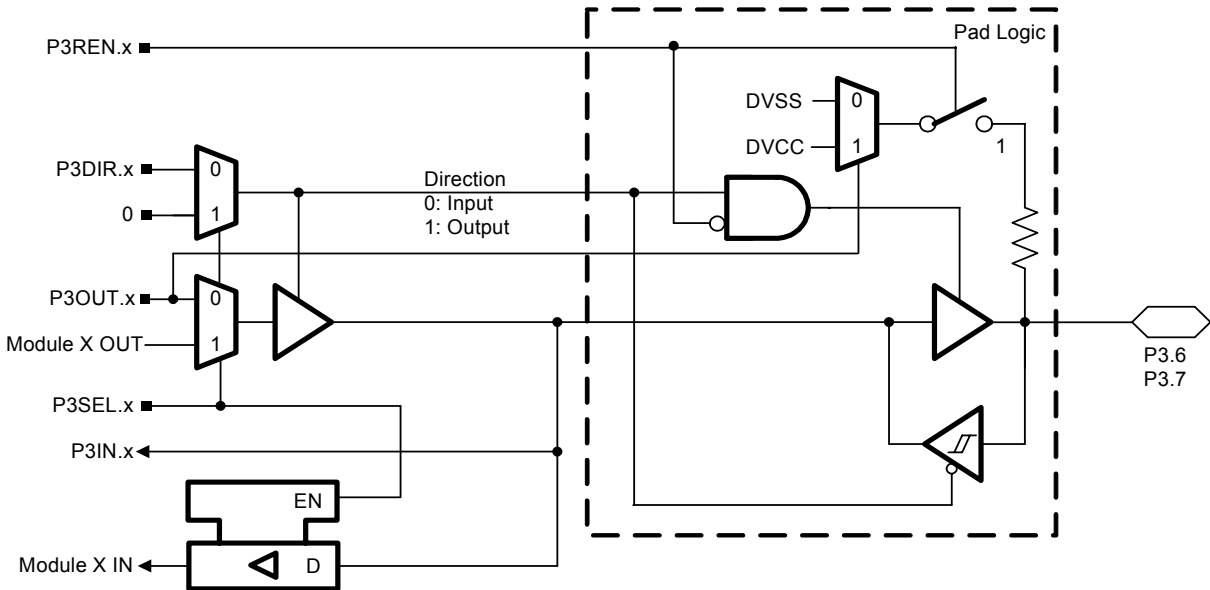 Pad Logic
P3REN.x
DVSS
0
DVCC
1
1
P3DIR.x
0
0
1
Direction
0: Input
1: Output
P3OUT.x
0
Module X OUT
1
P3.6
P3.7
P3SEL.x
P3IN.x
EN
Module X IN
D